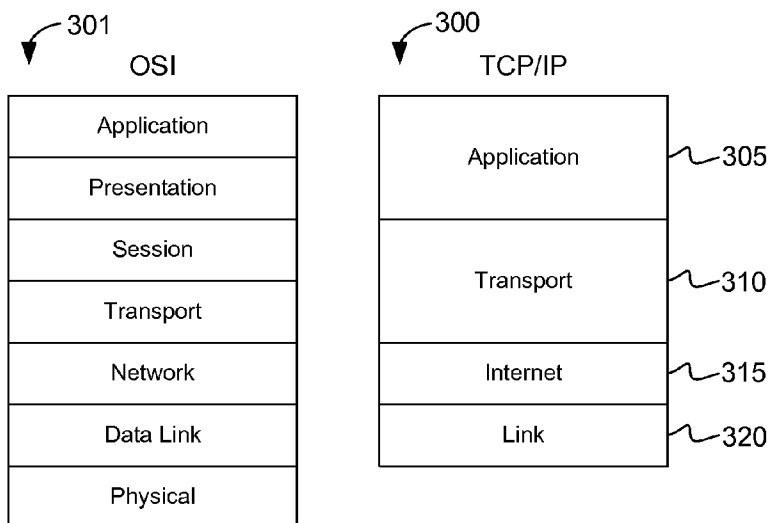 301
OSI
Application
Presentation
Session
Transport
Network
Data Link
Physical
300
TCP/IP
Application
305
Transport
310
Internet
315
Link
320